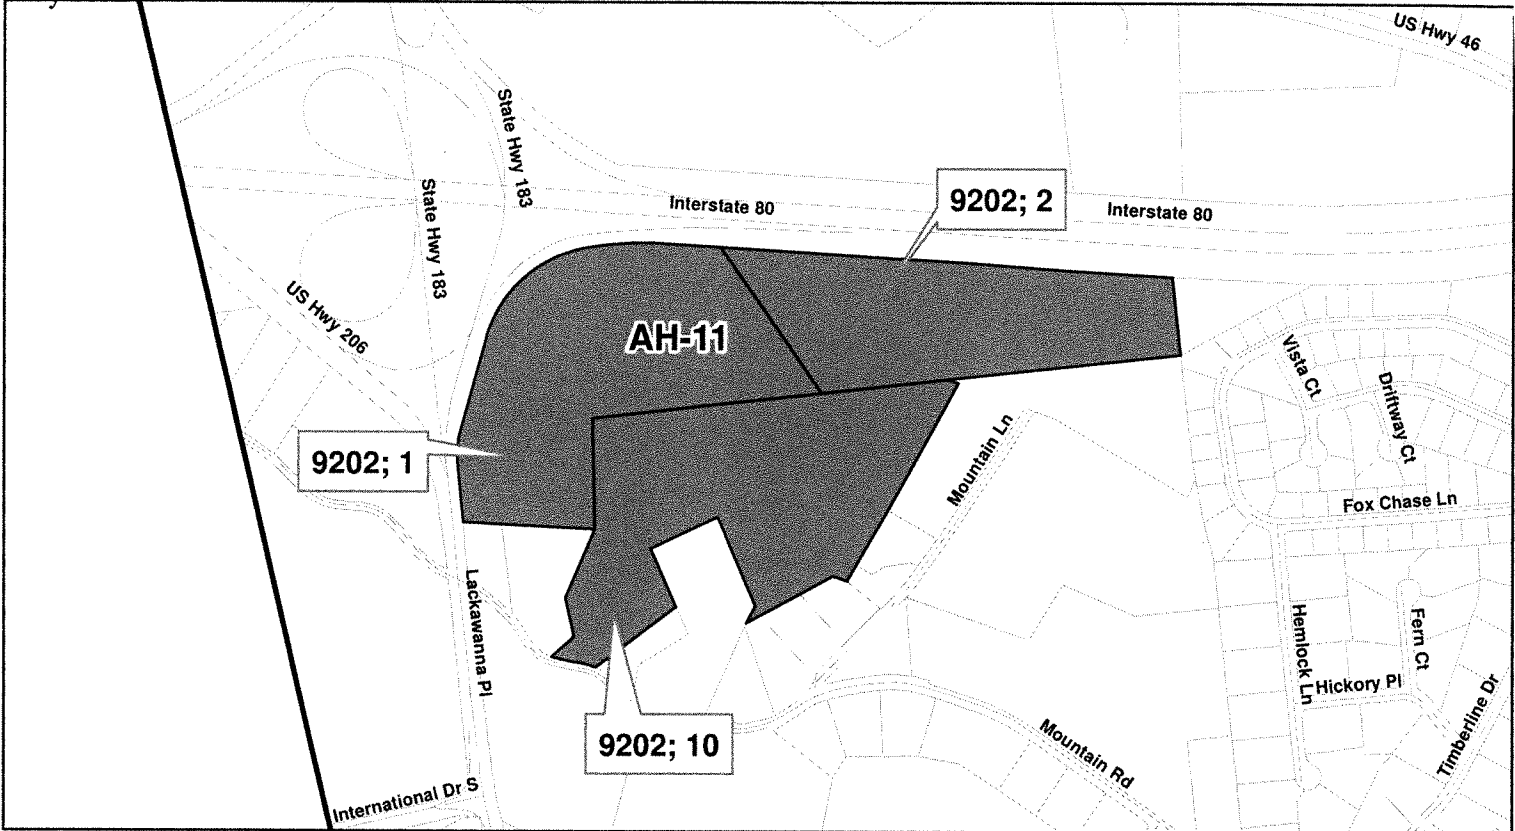 US Hwy 46
State Hwy 183
State Hwy 183
Interstate 80
9202; 2
Interstate 80
US Hwy 206
AH-11
Vista Ct
Driftway Ct
9202; 1
Mountain Ln
Fox Chase Ln
Lackawanna Pl
Hemlock Ln
Fern Ct
Hickory Pl
9202; 10
Mountain Rd
Timberline Dr
International Dr S